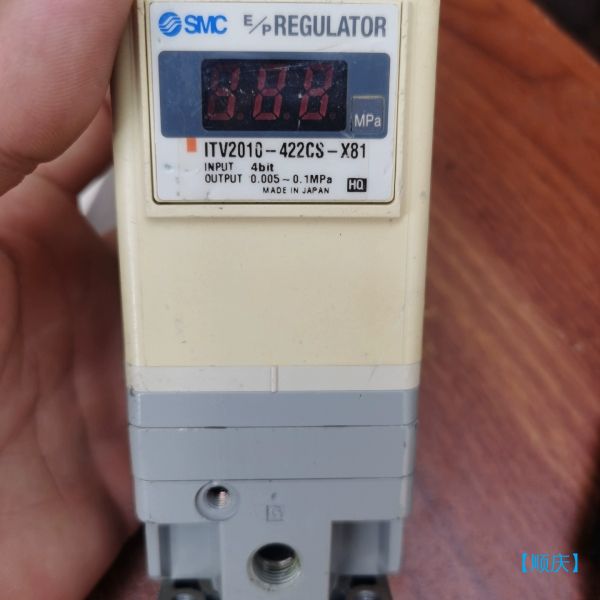 SMC E/P REGULATOR
MPa
ITV2010-422CS-X81
INPUT 4bit
OUTPUT 0.005~0.1MPa
MADE IN JAPAN HQ
【顺庆】